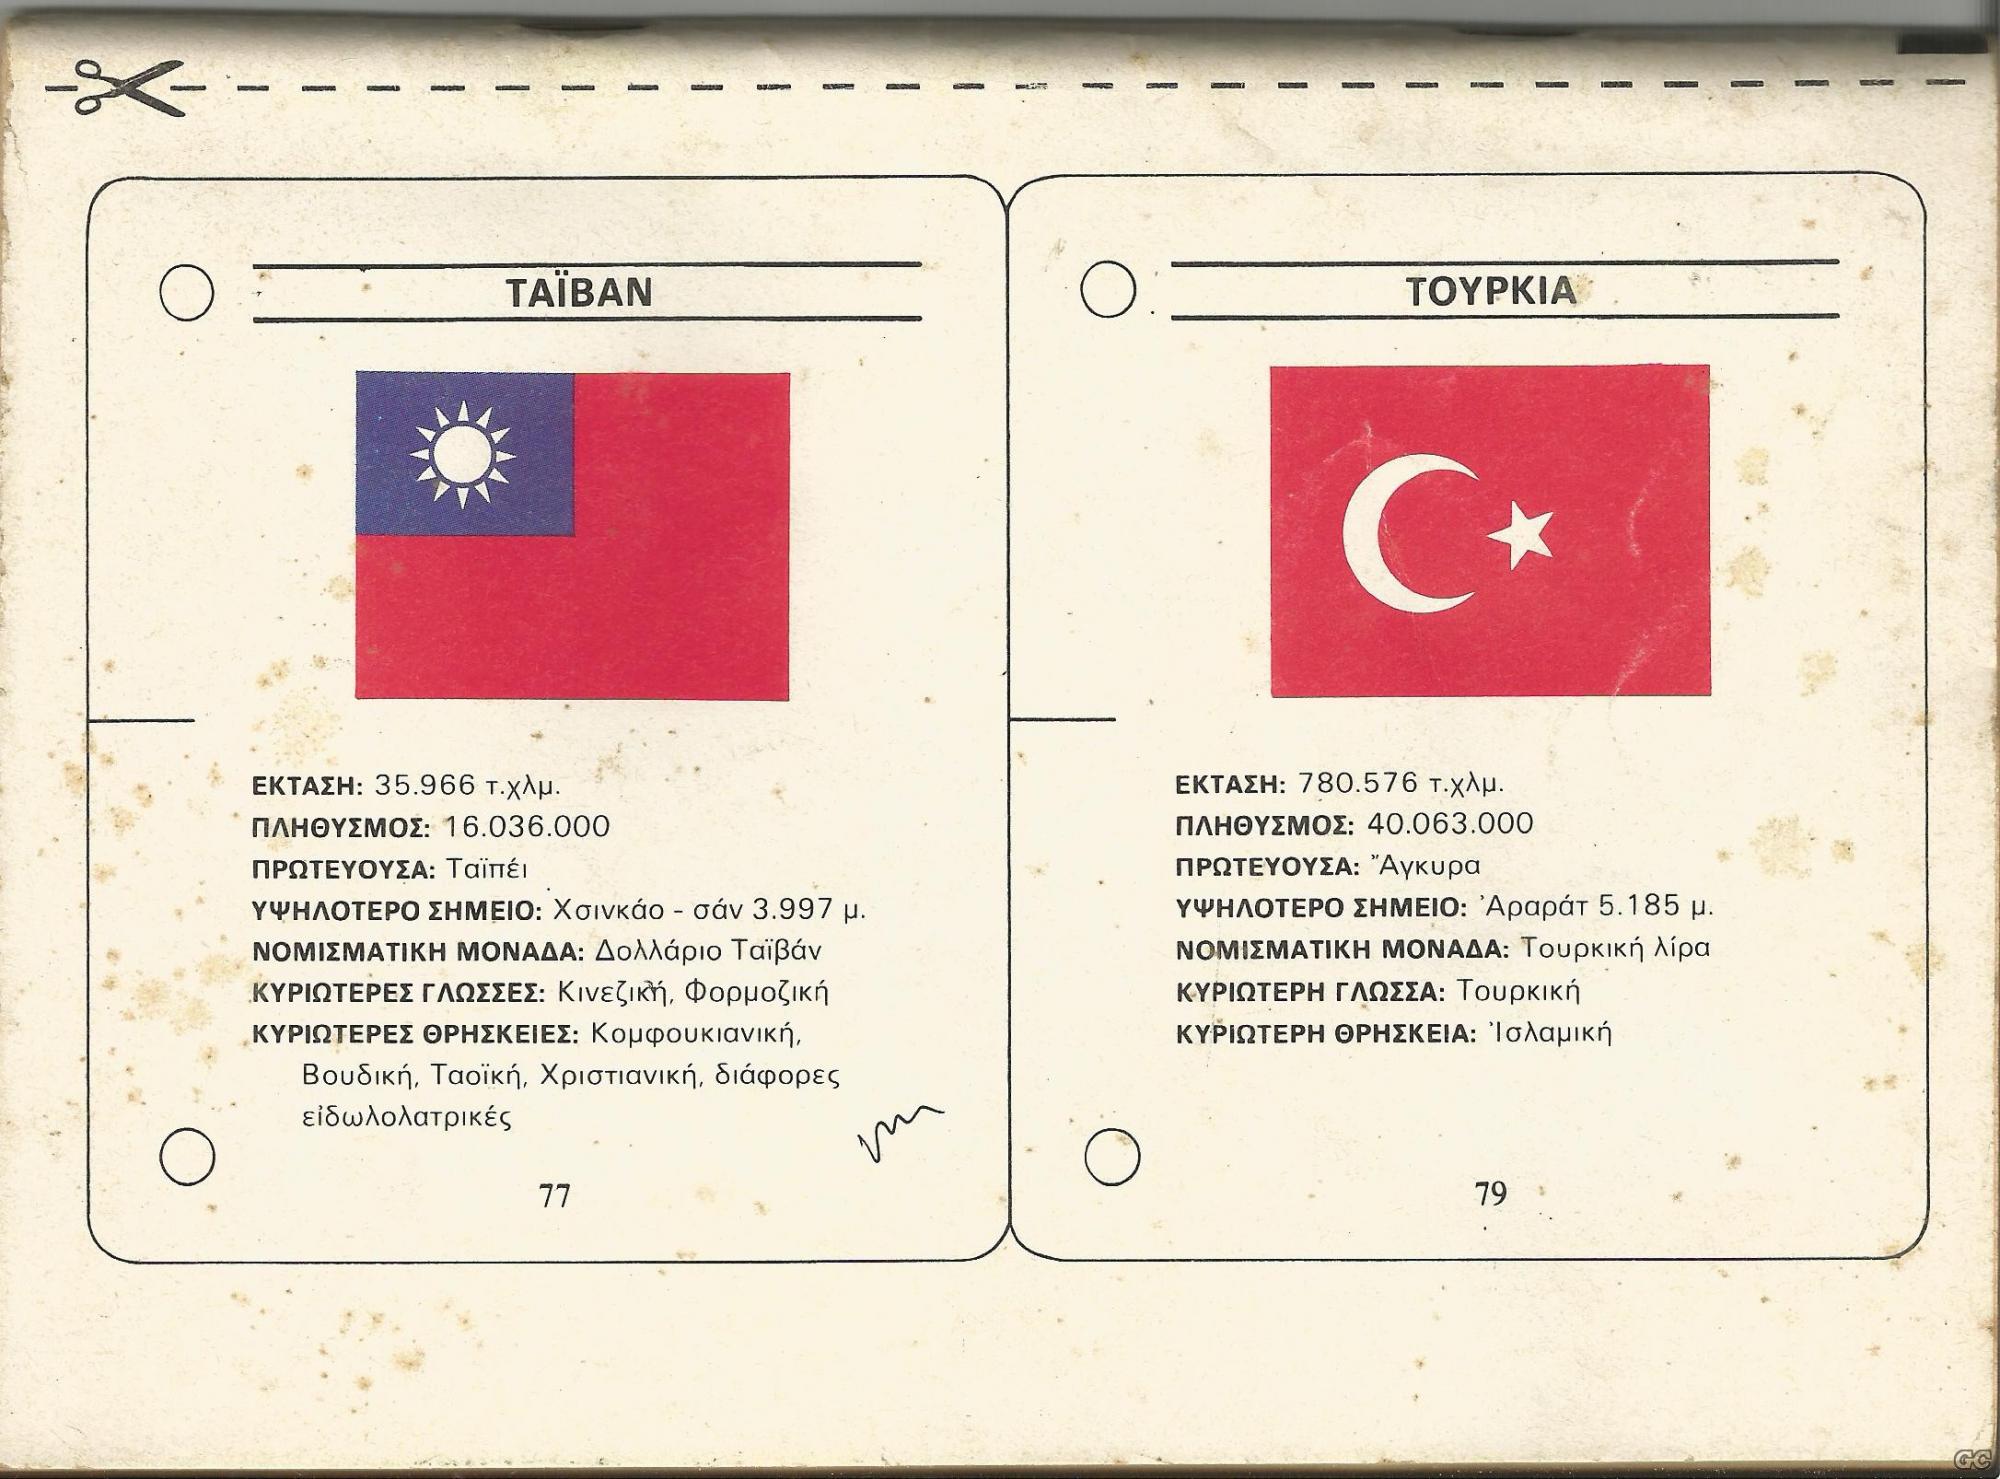 ΤΑΪΒΑΝ
ΕΚΤΑΣΗ: 35.966 τ.χλμ.
ΠΛΗΘΥΣΜΟΣ: 16.036.000
ΠΡΩΤΕΥΟΥΣΑ: Ταϊπέι
ΥΨΗΛΟΤΕΡΟ ΣΗΜΕΙΟ: Χσινκάο - σάν 3.997 μ.
ΝΟΜΙΣΜΑΤΙΚΗ ΜΟΝΑΔΑ: Δολλάριο Ταϊβάν
ΚΥΡΙΩΤΕΡΕΣ ΓΛΩΣΣΕΣ: Κινεζική, Φορμοζική
ΚΥΡΙΩΤΕΡΕΣ ΘΡΗΣΚΕΙΕΣ: Κομφουκιανική,
Βουδική, Ταοϊκή, Χριστιανική, διάφορες
εἰδωλολατρικές
77
ΤΟΥΡΚΙΑ
ΕΚΤΑΣΗ: 780.576 τ.χλμ.
ΠΛΗΘΥΣΜΟΣ: 40.063.000
ΠΡΩΤΕΥΟΥΣΑ: Ἄγκυρα
ΥΨΗΛΟΤΕΡΟ ΣΗΜΕΙΟ: Ἀραράτ 5.185 μ.
ΝΟΜΙΣΜΑΤΙΚΗ ΜΟΝΑΔΑ: Τουρκική λίρα
ΚΥΡΙΩΤΕΡΗ ΓΛΩΣΣΑ: Τουρκική
ΚΥΡΙΩΤΕΡΗ ΘΡΗΣΚΕΙΑ: Ἰσλαμική
79
GC